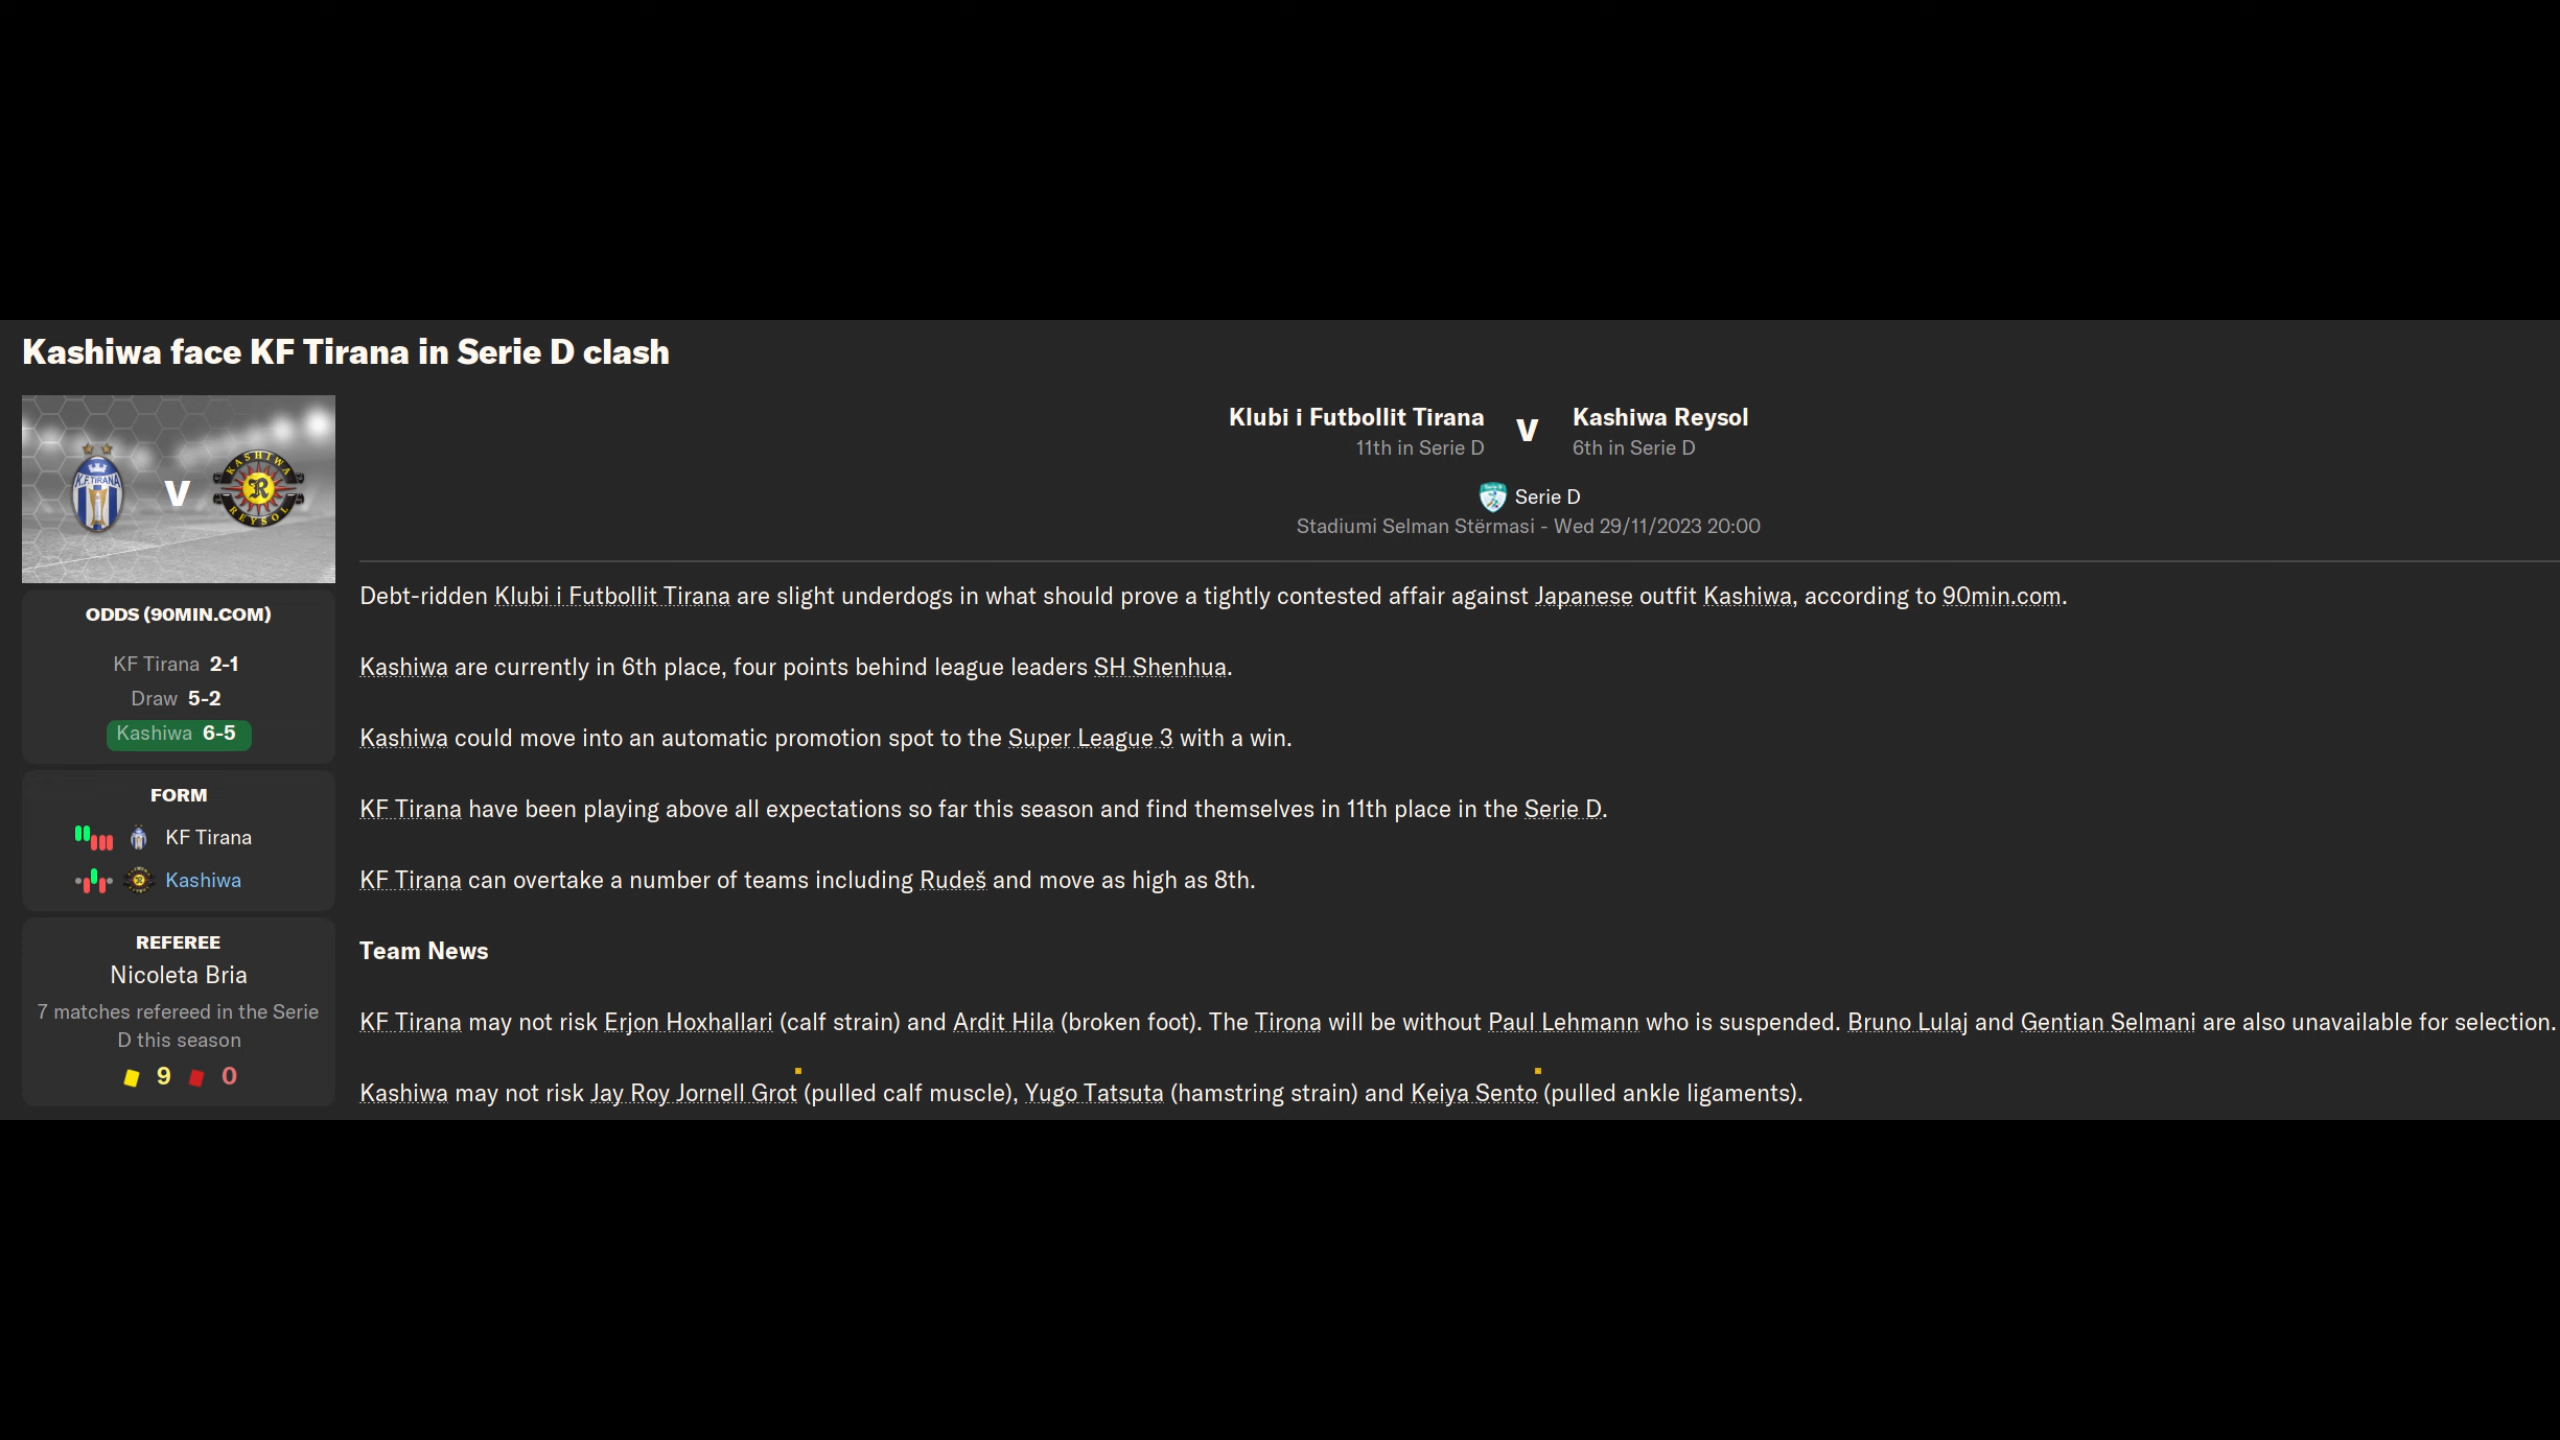 Kashiwa face KF Tirana in Serie D clash
K.F.TIRANA
v
KASHIWA
R
REYSOL
Klubi i Futbollit Tirana v Kashiwa Reysol
11th in Serie D 6th in Serie D
Serie D
Stadiumi Selman Stërmasi - Wed 29/11/2023 20:00
ODDS (90MIN.COM)
KF Tirana 2-1
Draw 5-2
Kashiwa 6-5
FORM
KF Tirana
Kashiwa
REFEREE
Nicoleta Bria
7 matches refereed in the Serie
D this season
9 0
Debt-ridden Klubi i Futbollit Tirana are slight underdogs in what should prove a tightly contested affair against Japanese outfit Kashiwa, according to 90min.com.
Kashiwa are currently in 6th place, four points behind league leaders SH Shenhua.
Kashiwa could move into an automatic promotion spot to the Super League 3 with a win.
KF Tirana have been playing above all expectations so far this season and find themselves in 11th place in the Serie D.
KF Tirana can overtake a number of teams including Rudeš and move as high as 8th.
Team News
KF Tirana may not risk Erjon Hoxhallari (calf strain) and Ardit Hila (broken foot). The Tirona will be without Paul Lehmann who is suspended. Bruno Lulaj and Gentian Selmani are also unavailable for selection.
Kashiwa may not risk Jay Roy Jornell Grot (pulled calf muscle), Yugo Tatsuta (hamstring strain) and Keiya Sento (pulled ankle ligaments).